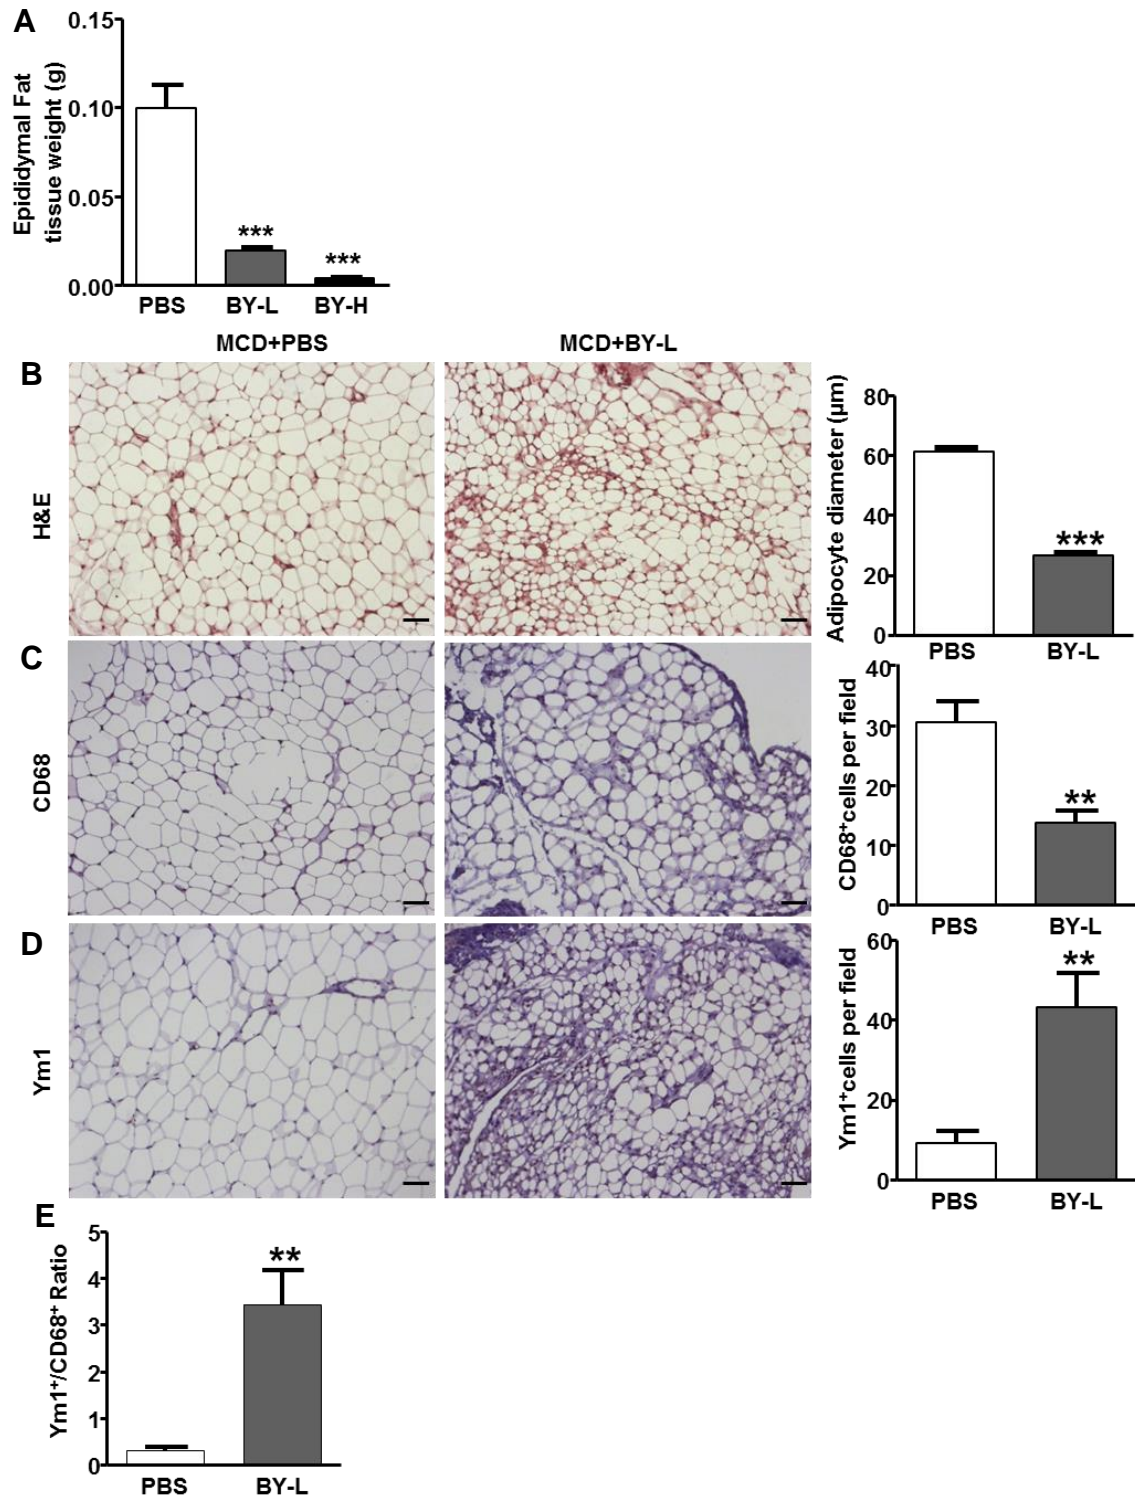 A
Epididymal Fat
tissue weight (g)
0.15
0.10
0.05
0.00
***
***
PBS BY-L BY-H
MCD+PBS MCD+BY-L
B
H&E
Adipocyte diameter (µm)
80
60
40
20
0
***
PBS BY-L
C
CD68
CD68⁺cells per field
40
30
20
10
0
**
PBS BY-L
D
Ym1
Ym1⁺cells per field
60
40
20
0
**
PBS BY-L
E
Ym1⁺/CD68⁺ Ratio
5
4
3
2
1
0
**
PBS BY-L